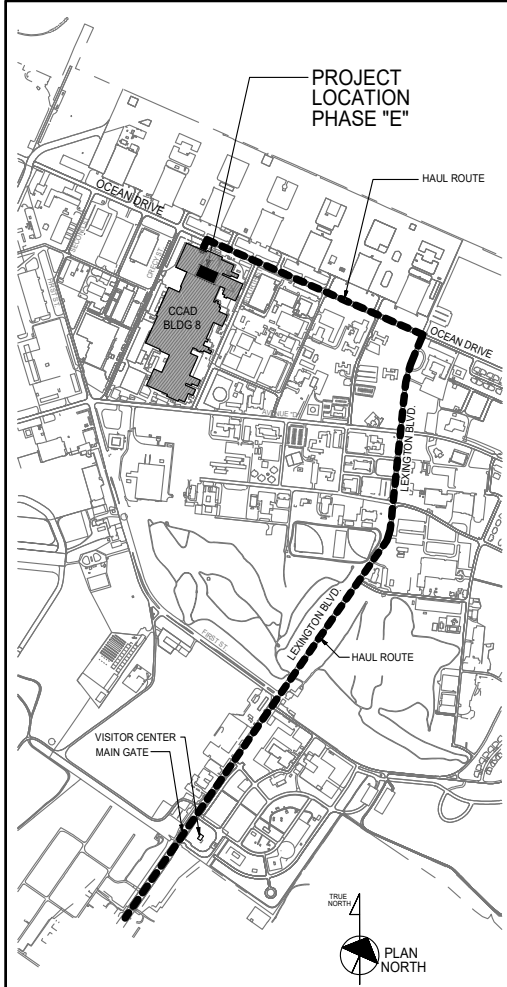 PROJECT
LOCATION
PHASE "E"
HAUL ROUTE
OCEAN DRIVE
CCAD
BLDG 8
OCEAN DRIVE
LEXINGTON BLVD.
LEXINGTON BLVD.
HAUL ROUTE
FIRST ST.
VISITOR CENTER
MAIN GATE
TRUE
NORTH
PLAN
NORTH